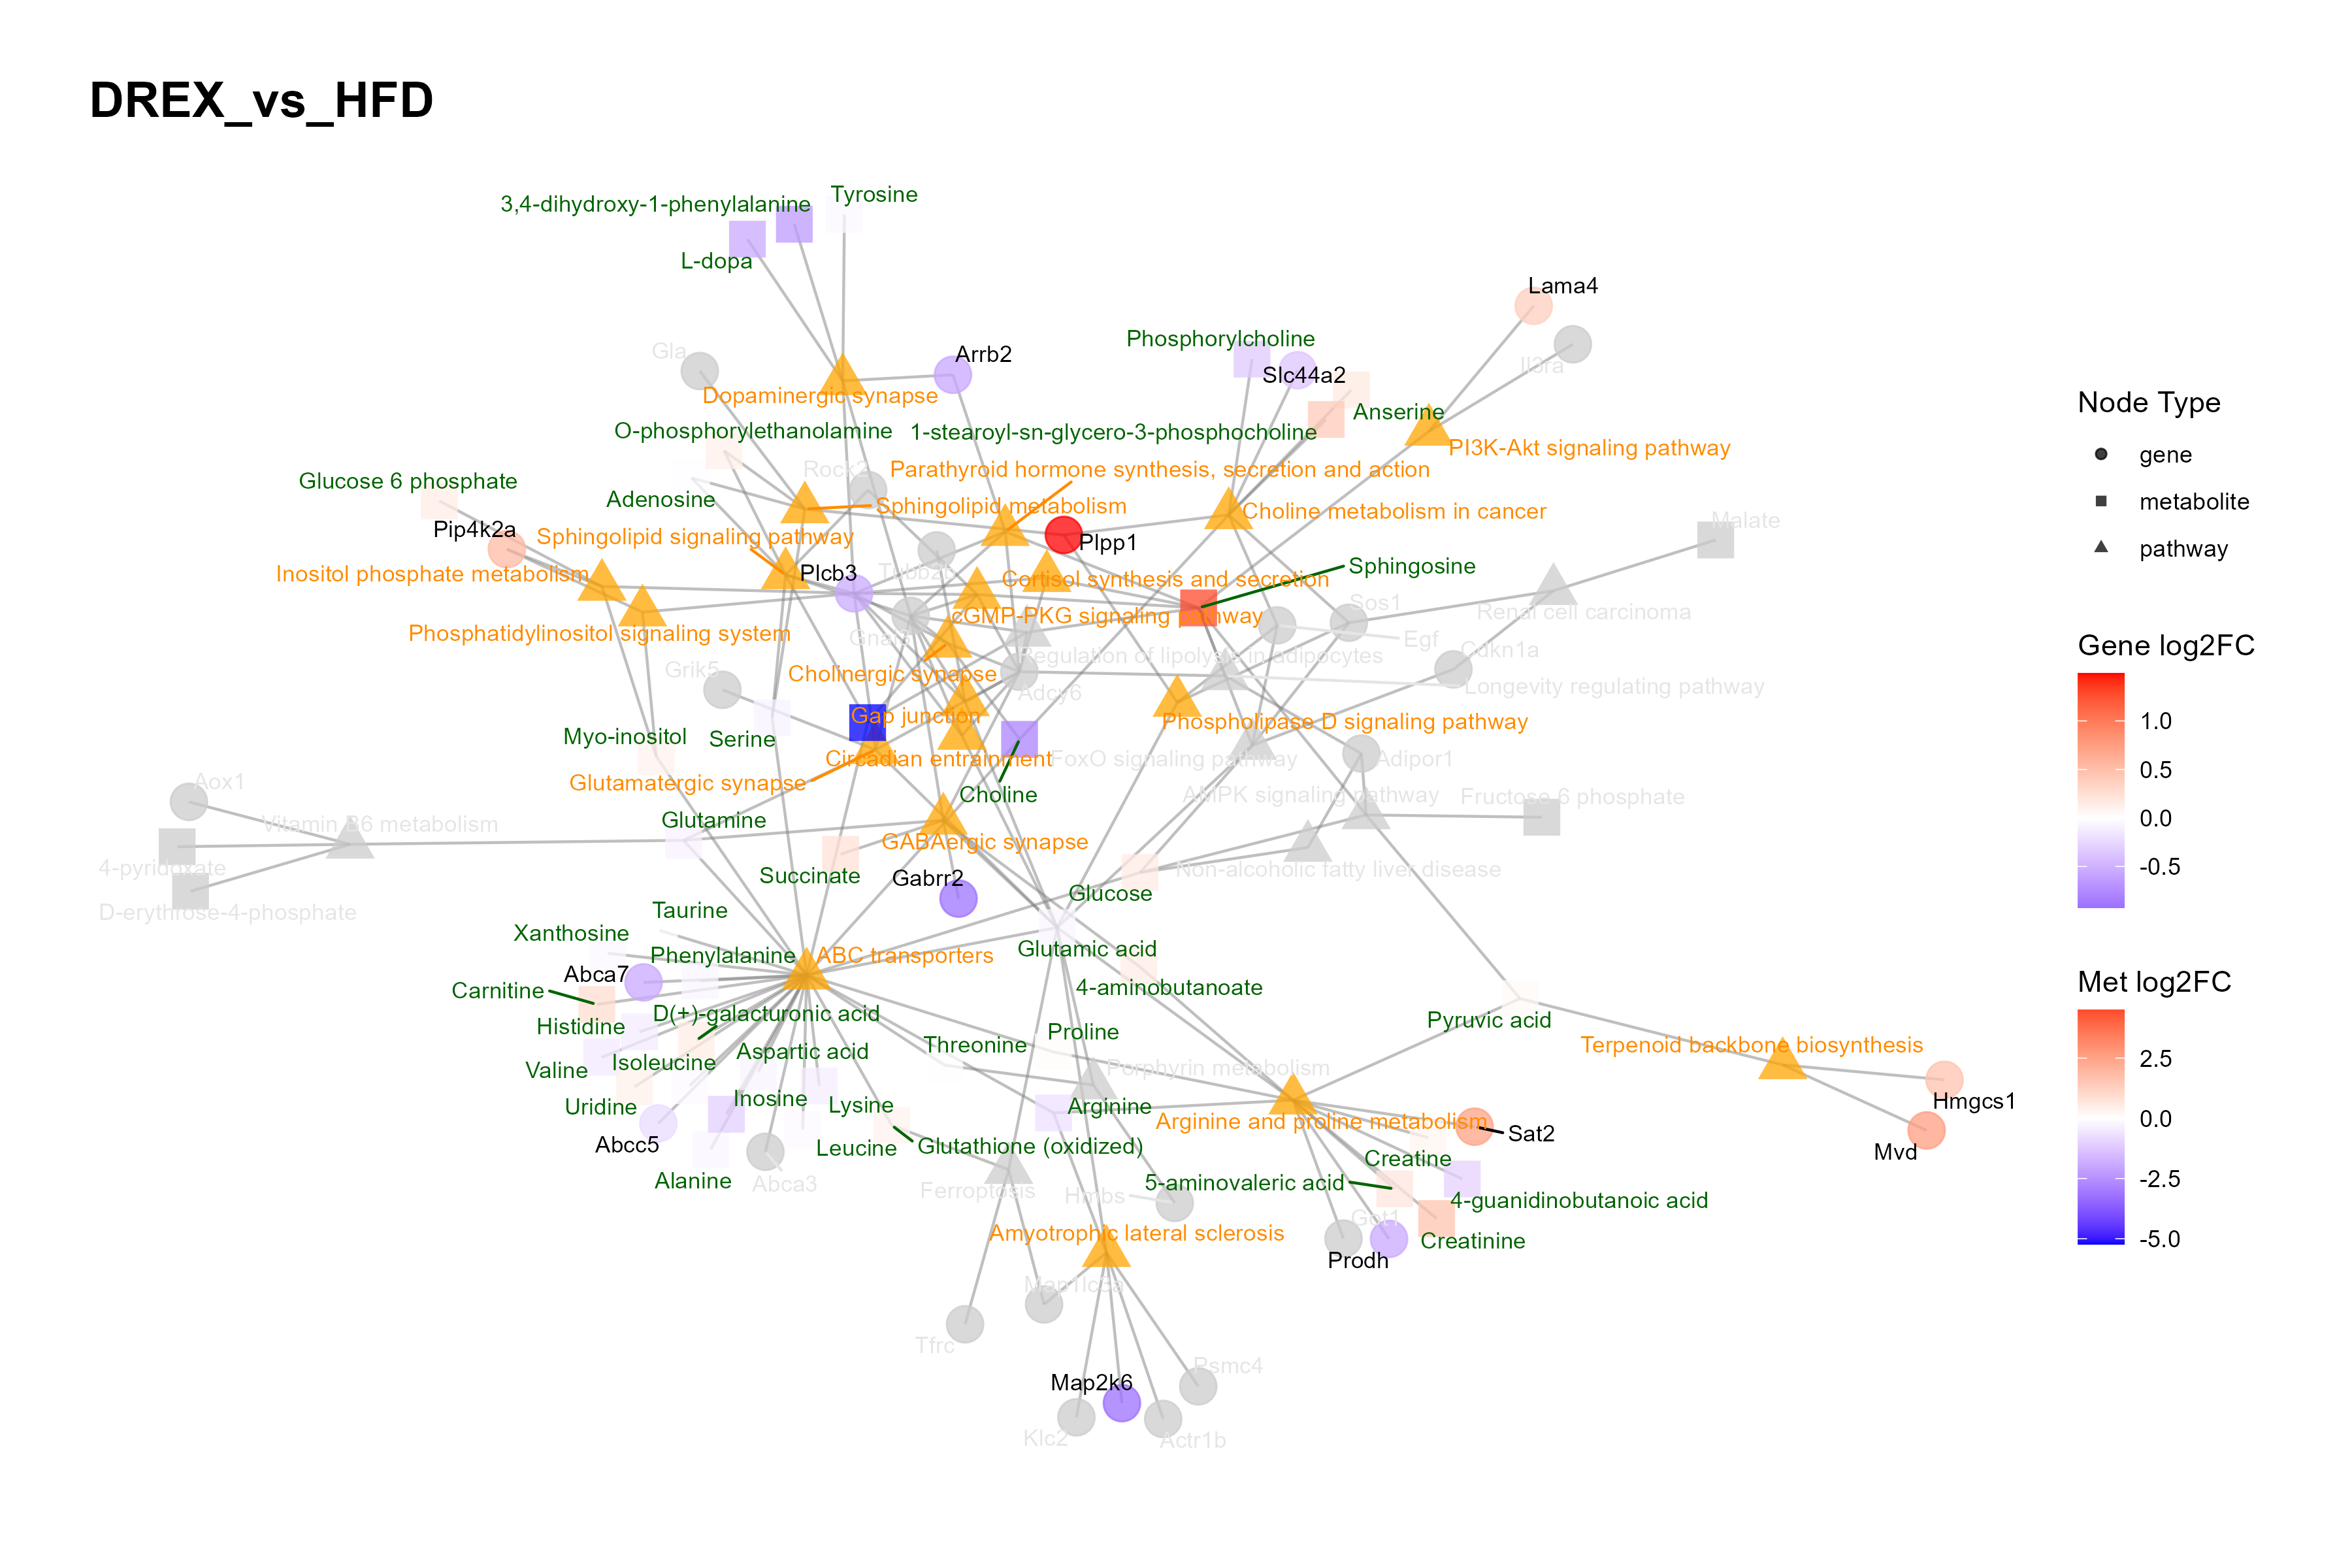 DREX_vs_HFD
Tyrosine
3,4-dihydroxy-1-phenylalanine
L-dopa
Lama4
Phosphorylcholine
Gla
Arrb2
Il3ra
Slc44a2
Dopaminergic synapse
Anserine
O-phosphorylethanolamine
1-stearoyl-sn-glycero-3-phosphocholine
PI3K-Akt signaling pathway
Rock2
Parathyroid hormone synthesis, secretion and action
Glucose 6 phosphate
Adenosine
Sphingolipid metabolism
Choline metabolism in cancer
Malate
Pip4k2a
Sphingolipid signaling pathway
Plpp1
Inositol phosphate metabolism
Plcb3
Cortisol synthesis and secretion
Sphingosine
Sos1
Renal cell carcinoma
cGMP-PKG signaling pathway
Phosphatidylinositol signaling system
Egf
Cdkn1a
Regulation of lipolysis in adipocytes
Grik5
Cholinergic synapse
Adcy6
Longevity regulating pathway
Gap junction
Phospholipase D signaling pathway
Myo-inositol
Serine
Circadian entrainment
FoxO signaling pathway
Adipor1
Aox1
Glutamatergic synapse
Choline
AMPK signaling pathway
Fructose 6 phosphate
Vitamin B6 metabolism
Glutamine
GABAergic synapse
4-pyridoxate
Succinate
Gabrr2
Non-alcoholic fatty liver disease
D-erythrose-4-phosphate
Glucose
Taurine
Xanthosine
Phenylalanine
ABC transporters
Glutamic acid
Abca7
Carnitine
4-aminobutanoate
D(+)-galacturonic acid
Histidine
Proline
Pyruvic acid
Isoleucine
Aspartic acid
Threonine
Terpenoid backbone biosynthesis
Valine
Porphyrin metabolism
Uridine
Inosine
Lysine
Arginine
Hmgcs1
Arginine and proline metabolism
Sat2
Abcc5
Leucine
Glutathione (oxidized)
Mvd
Creatine
Alanine
Abca3
Ferroptosis
Hmbs
5-aminovaleric acid
4-guanidinobutanoic acid
Got1
Amyotrophic lateral sclerosis
Creatinine
Prodh
Map1lc3a
Tfrc
Psmc4
Map2k6
Klc2
Actr1b
Node Type
gene
metabolite
pathway
Gene log2FC
1.0
0.5
0.0
-0.5
Met log2FC
2.5
0.0
-2.5
-5.0